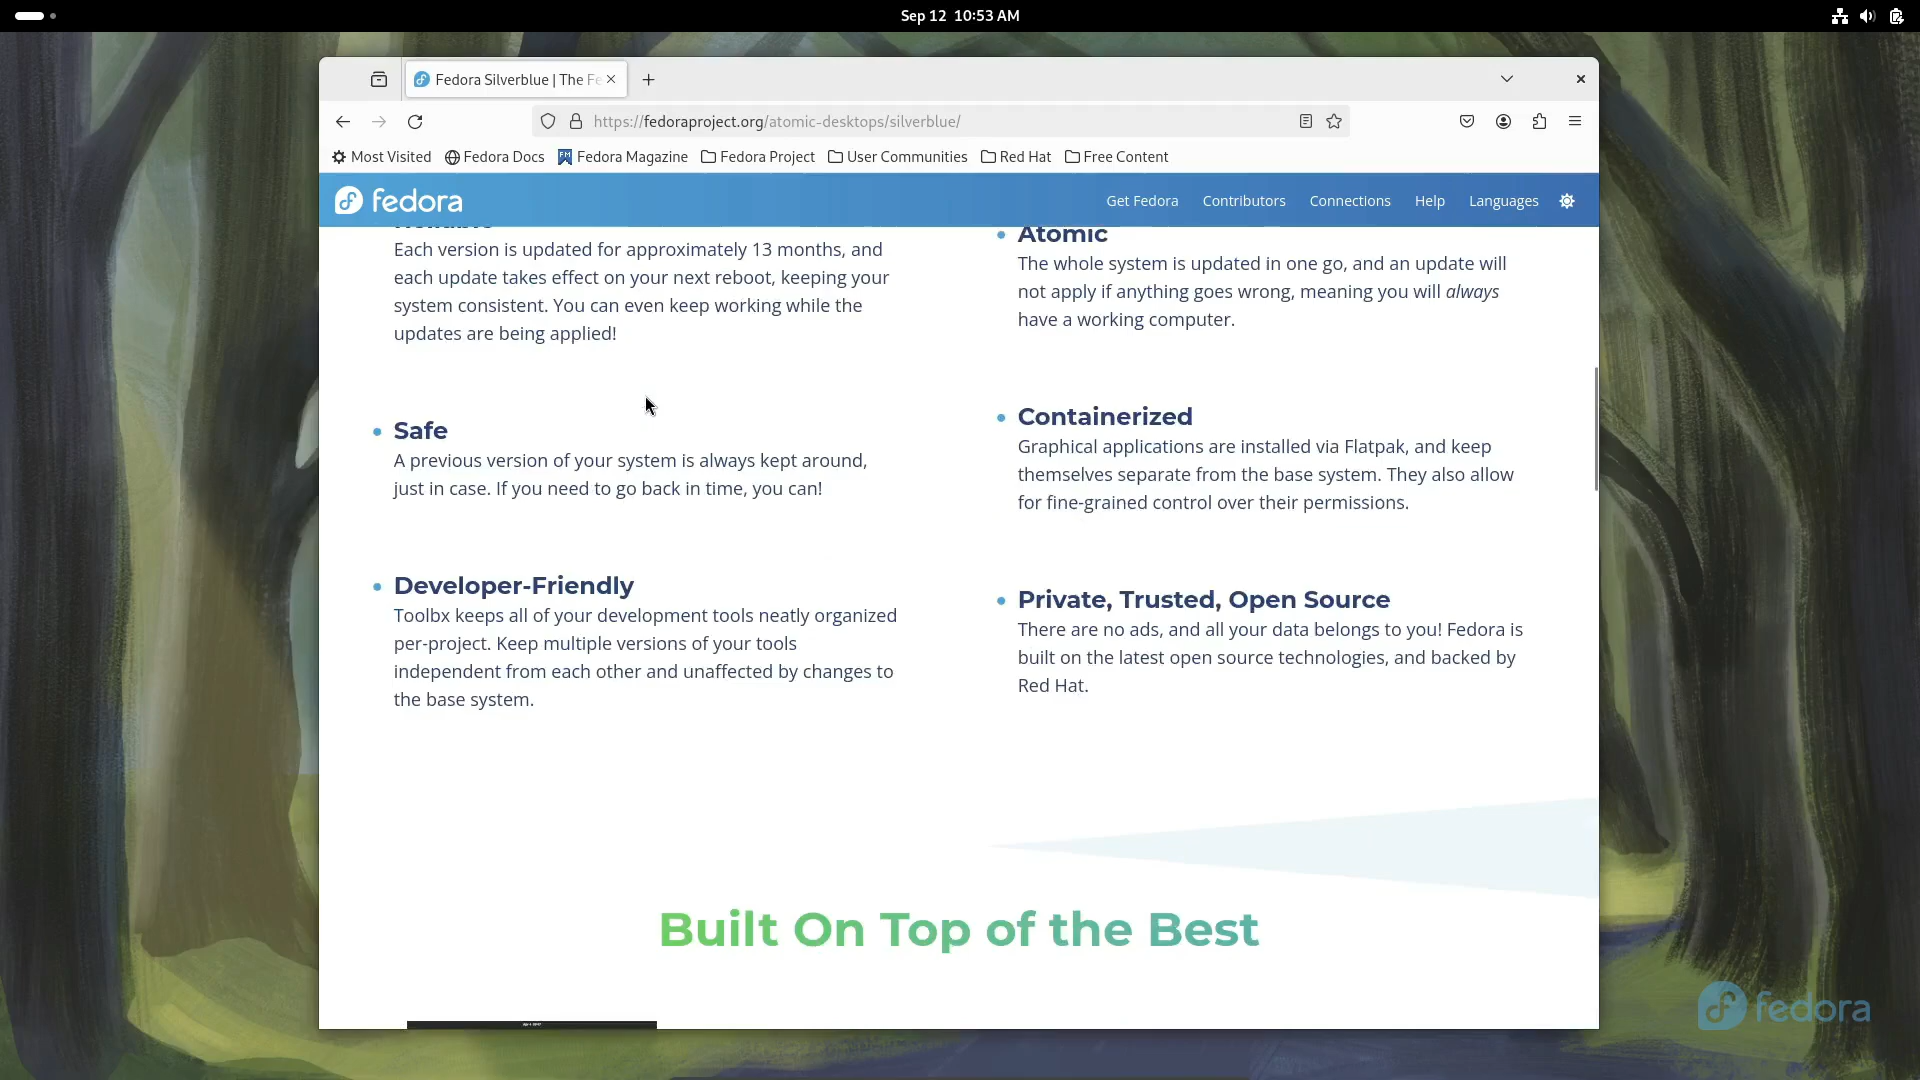 Sep 12 10:53 AM
Fedora Silverblue | The Fe
https://fedoraproject.org/atomic-desktops/silverblue/
Most Visited
Fedora Docs
Fedora Magazine
Fedora Project
User Communities
Red Hat
Free Content
fedora
Get Fedora
Contributors
Connections
Help
Languages
Each version is updated for approximately 13 months, and
each update takes effect on your next reboot, keeping your
system consistent. You can even keep working while the
updates are being applied!
Safe
A previous version of your system is always kept around,
just in case. If you need to go back in time, you can!
Developer-Friendly
Toolbx keeps all of your development tools neatly organized
per-project. Keep multiple versions of your tools
independent from each other and unaffected by changes to
the base system.
Atomic
The whole system is updated in one go, and an update will
not apply if anything goes wrong, meaning you will always
have a working computer.
Containerized
Graphical applications are installed via Flatpak, and keep
themselves separate from the base system. They also allow
for fine-grained control over their permissions.
Private, Trusted, Open Source
There are no ads, and all your data belongs to you! Fedora is
built on the latest open source technologies, and backed by
Red Hat.
Built On Top of the Best
fedora